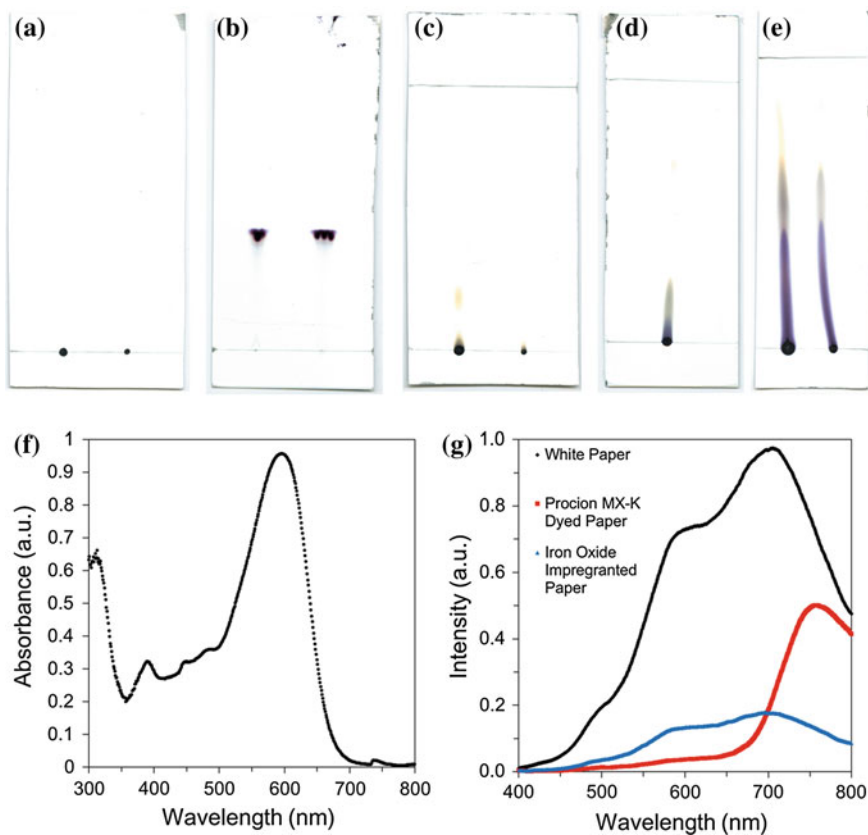 (a)
(b)
(c)
(d)
(e)
(f)
1
0.9
0.8
0.7
0.6
0.5
0.4
0.3
0.2
0.1
0
Absorbance (a.u.)
300
400
500
600
700
800
Wavelength (nm)
(g)
1.0
0.8
0.6
0.4
0.2
0.0
Intensity (a.u.)
White Paper
Procion MX-K
Dyed Paper
Iron Oxide
Impregranted
Paper
400
500
600
700
800
Wavelength (nm)